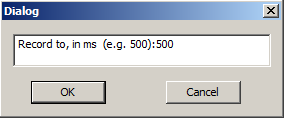 Dialog
Record to, in ms  (e.g. 500):500
OK
Cancel